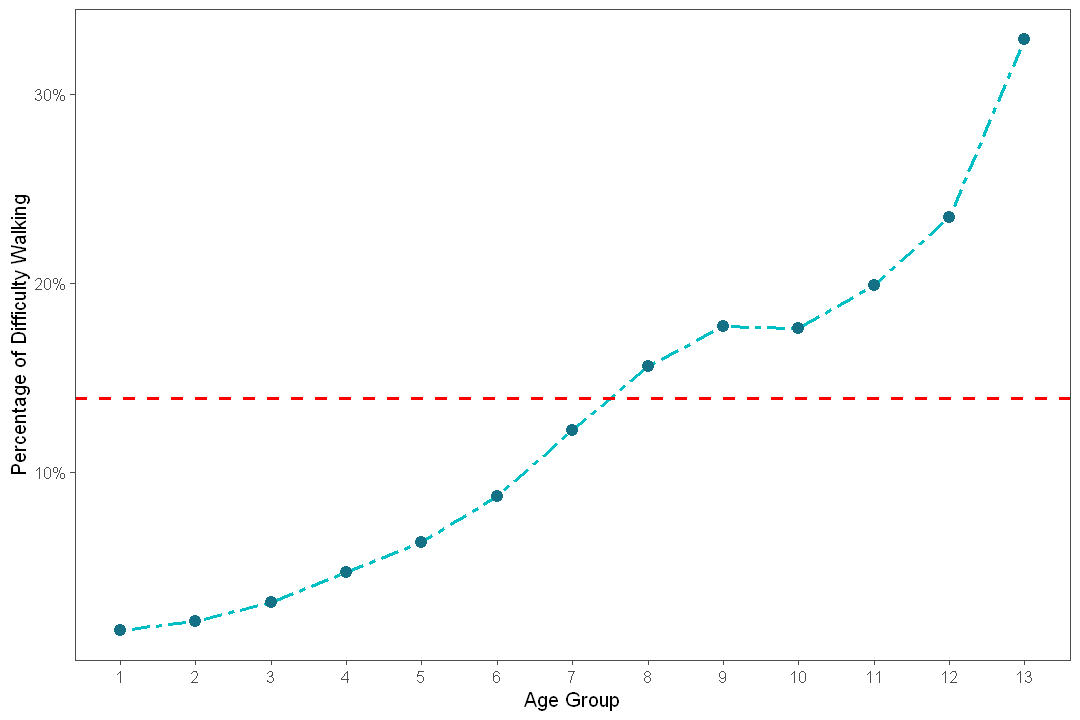 Percentage of Difficulty Walking
30%
20%
10%
1 2 3 4 5 6 7 8 9 10 11 12 13
Age Group